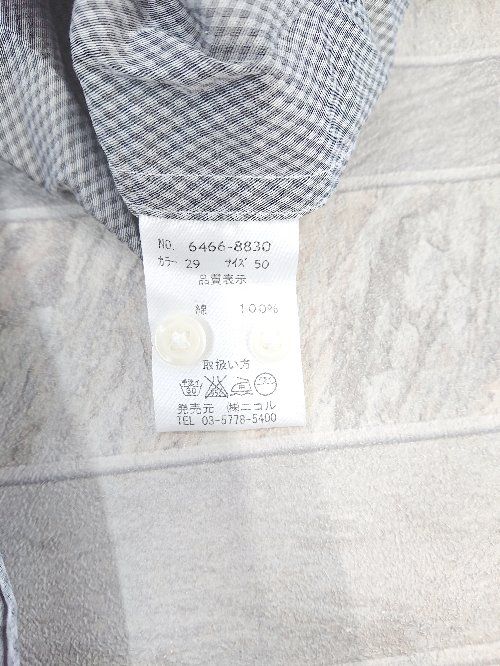 NO. 6466-8830
カラー 29 サイズ 50
品質表示
綿 100%
取扱い方
30
発売元 ㈱ニコル
TEL 03-5778-5400